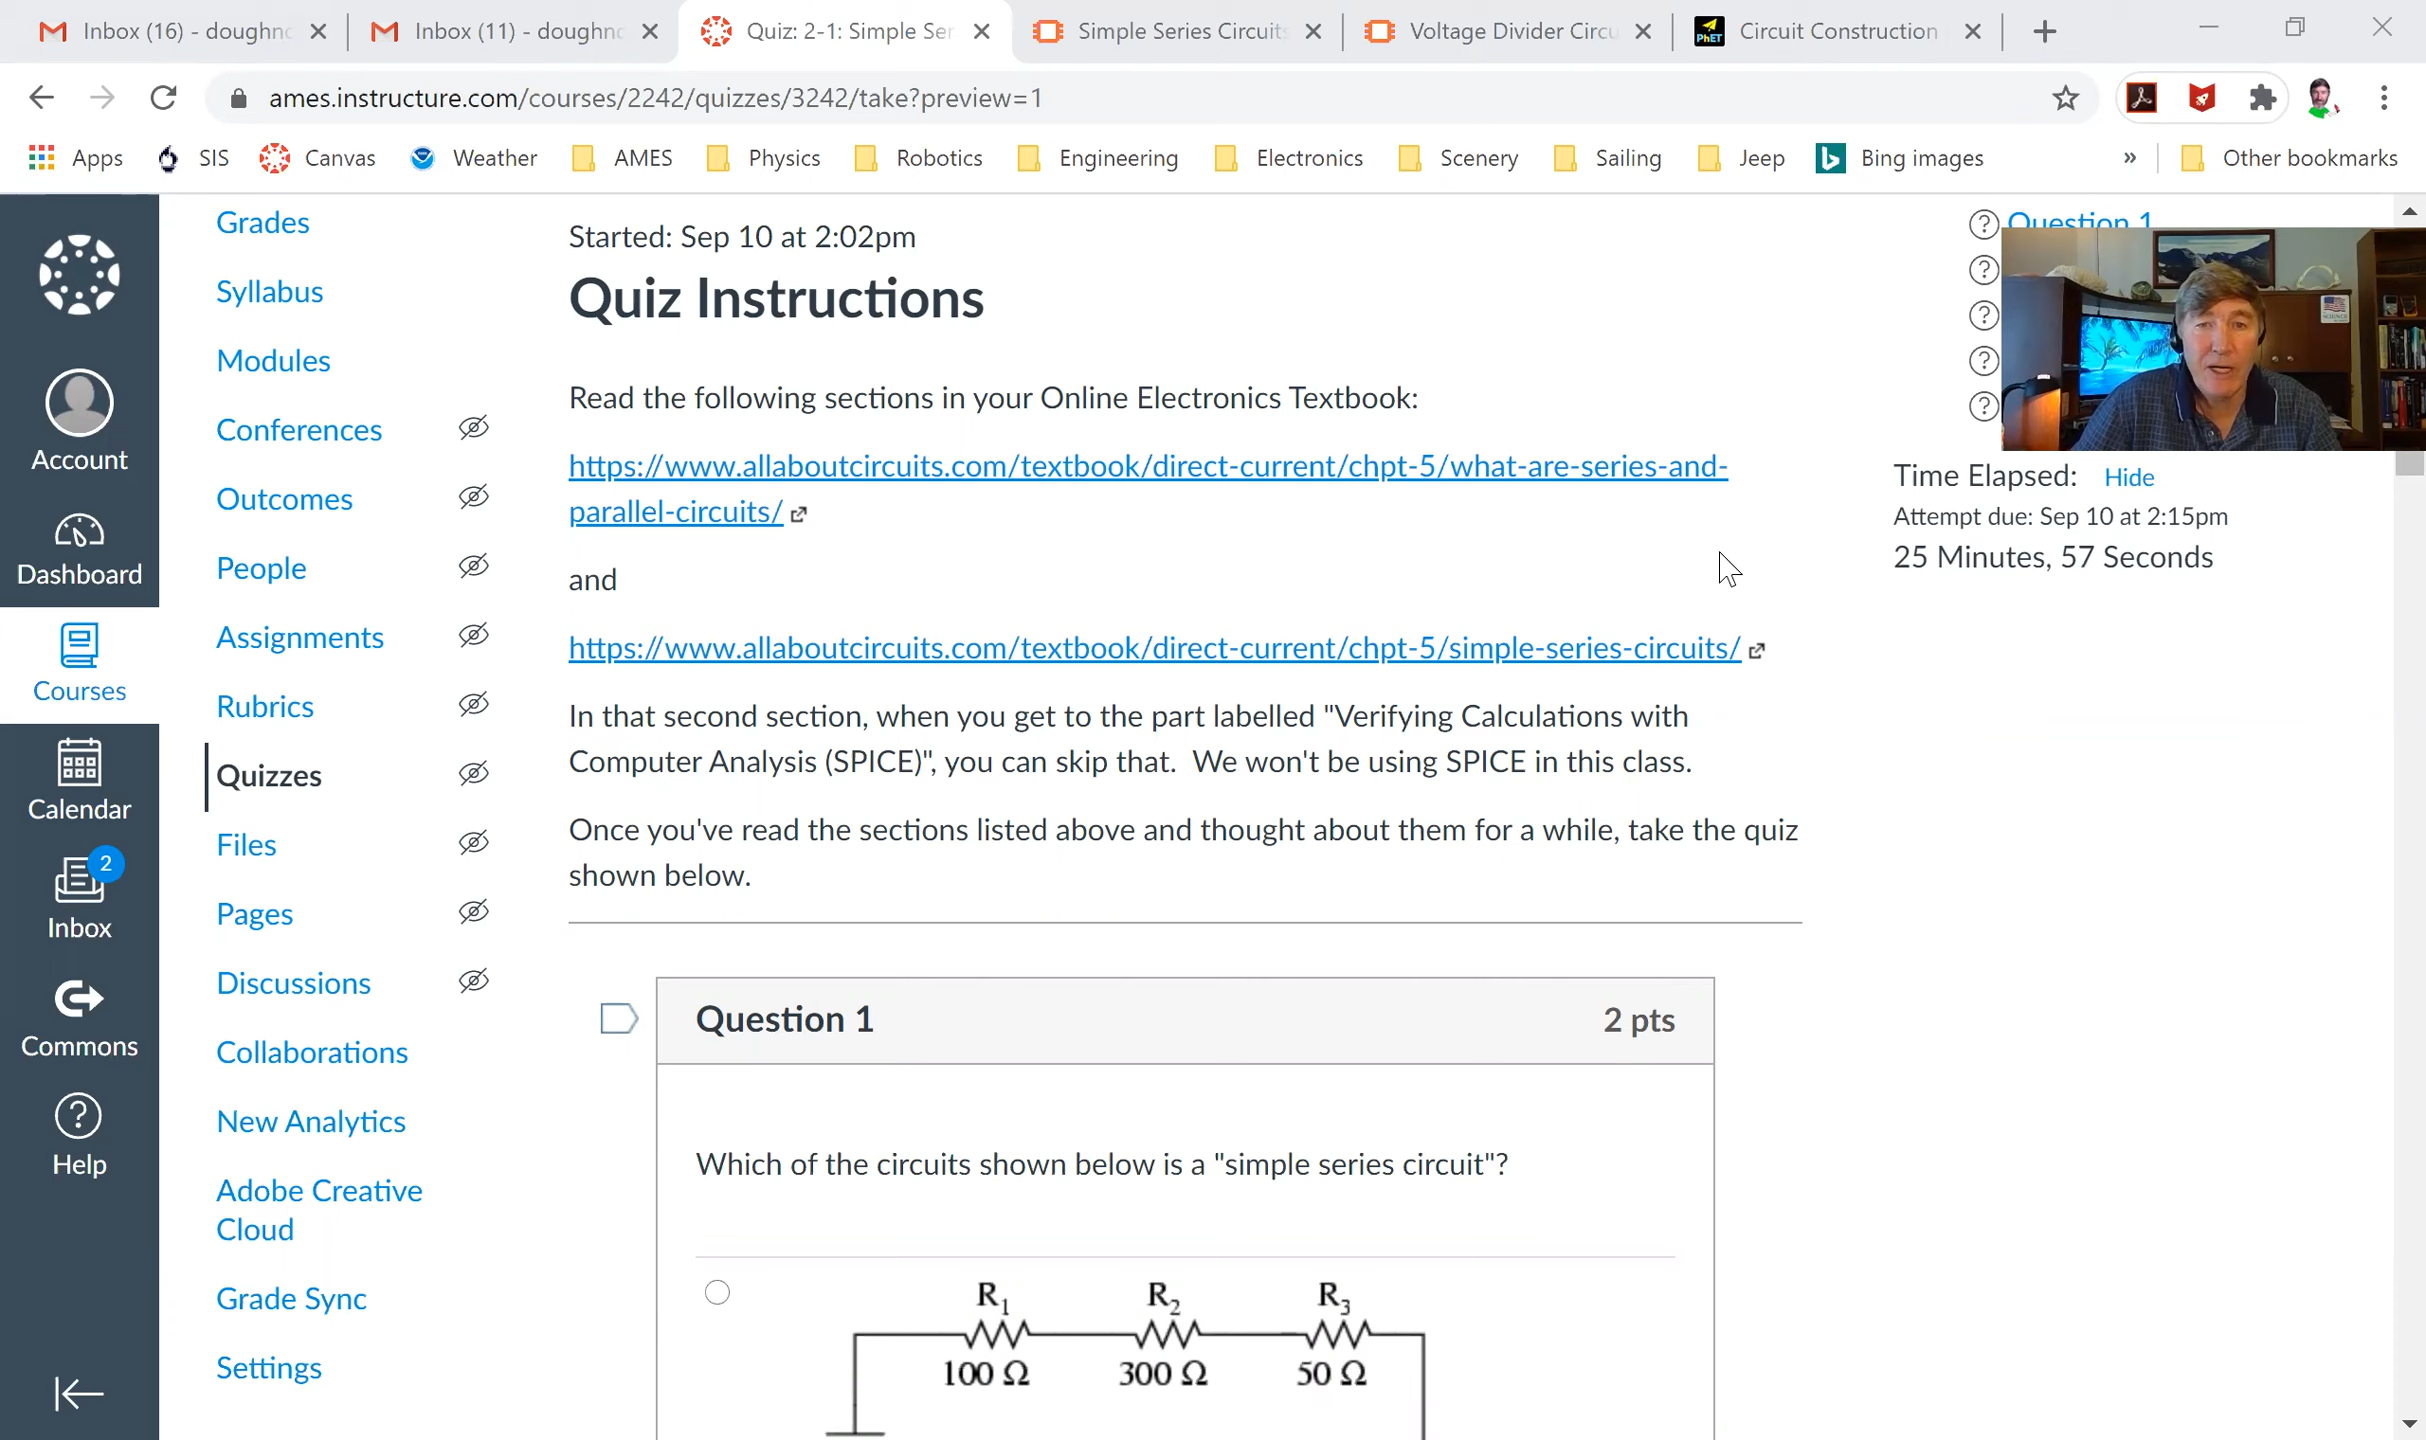 Inbox (16) - doughno
Inbox (11) - doughno
Quiz: 2-1: Simple Ser
Simple Series Circuits
Voltage Divider Circu
PhET
Circuit Construction
ames.instructure.com/courses/2242/quizzes/3242/take?preview=1
Apps
SIS
Canvas
Weather
AMES
Physics
Robotics
Engineering
Electronics
Scenery
Sailing
Jeep
Bing images
»
Other bookmarks
Account
Dashboard
Courses
Calendar
2
Inbox
Commons
Help
Grades
Syllabus
Modules
Conferences
Outcomes
People
Assignments
Rubrics
Quizzes
Files
Pages
Discussions
Collaborations
New Analytics
Adobe Creative
Cloud
Grade Sync
Settings
Started: Sep 10 at 2:02pm
Quiz Instructions
Read the following sections in your Online Electronics Textbook:
https://www.allaboutcircuits.com/textbook/direct-current/chpt-5/what-are-series-and-
parallel-circuits/
and
https://www.allaboutcircuits.com/textbook/direct-current/chpt-5/simple-series-circuits/
In that second section, when you get to the part labelled "Verifying Calculations with
Computer Analysis (SPICE)", you can skip that.  We won't be using SPICE in this class.
Once you've read the sections listed above and thought about them for a while, take the quiz
shown below.
Question 1
2 pts
Which of the circuits shown below is a "simple series circuit"?
R1 R2 R3
100 Ω 300 Ω 50 Ω
Question 1
Time Elapsed: Hide
Attempt due: Sep 10 at 2:15pm
25 Minutes, 57 Seconds